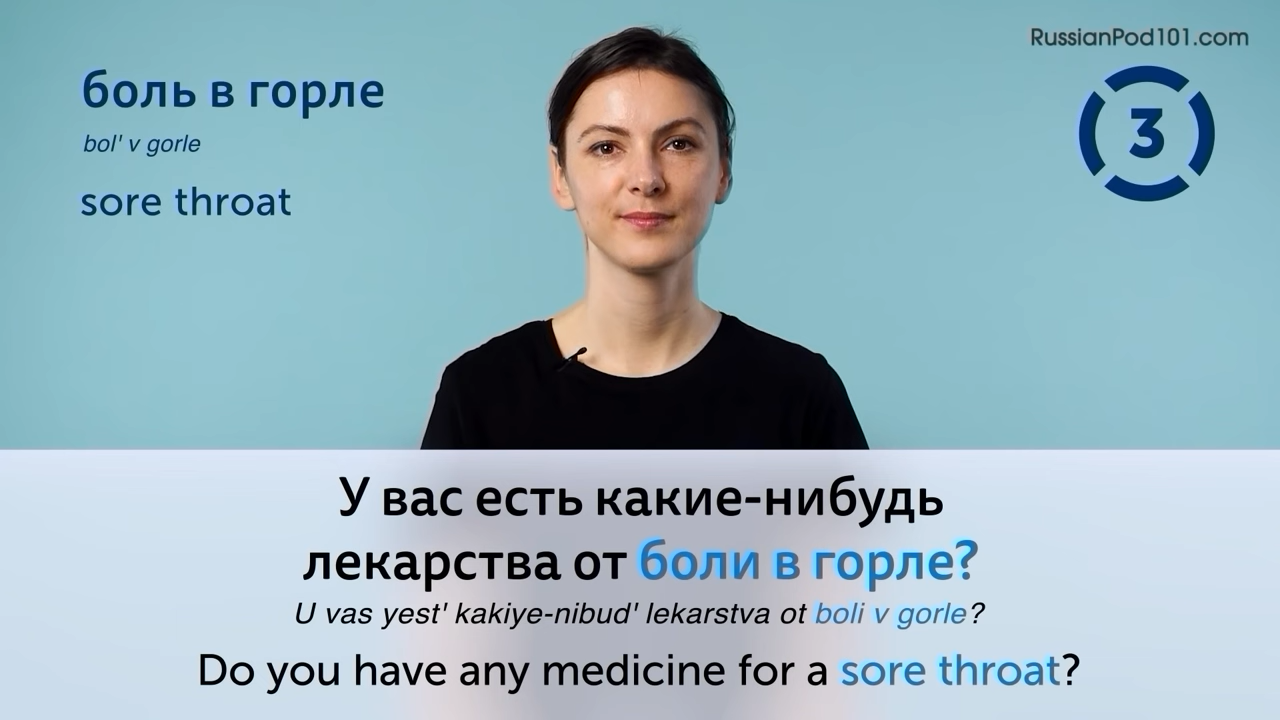 RussianPod101.com
3
боль в горле
bol' v gorle
sore throat
У вас есть какие-нибудь
лекарства от боли в горле?
U vas yest' kakiye-nibud' lekarstva ot boli v gorle?
Do you have any medicine for a sore throat?